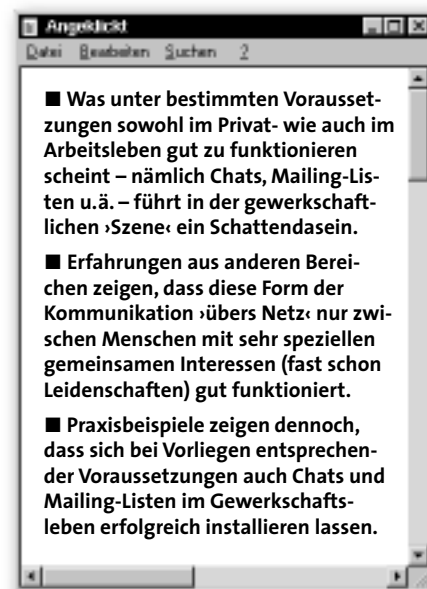 Angeklickt
Datei Bearbeiten Suchen ?
■ Was unter bestimmten Vorausset-
zungen sowohl im Privat- wie auch im
Arbeitsleben gut zu funktionieren
scheint – nämlich Chats, Mailing-Lis-
ten u.ä. – führt in der gewerkschaft-
lichen ›Szene‹ ein Schattendasein.
■ Erfahrungen aus anderen Berei-
chen zeigen, dass diese Form der
Kommunikation ›übers Netz‹ nur zwi-
schen Menschen mit sehr speziellen
gemeinsamen Interessen (fast schon
Leidenschaften) gut funktioniert.
■ Praxisbeispiele zeigen dennoch,
dass sich bei Vorliegen entsprechen-
der Voraussetzungen auch Chats und
Mailing-Listen im Gewerkschafts-
leben erfolgreich installieren lassen.